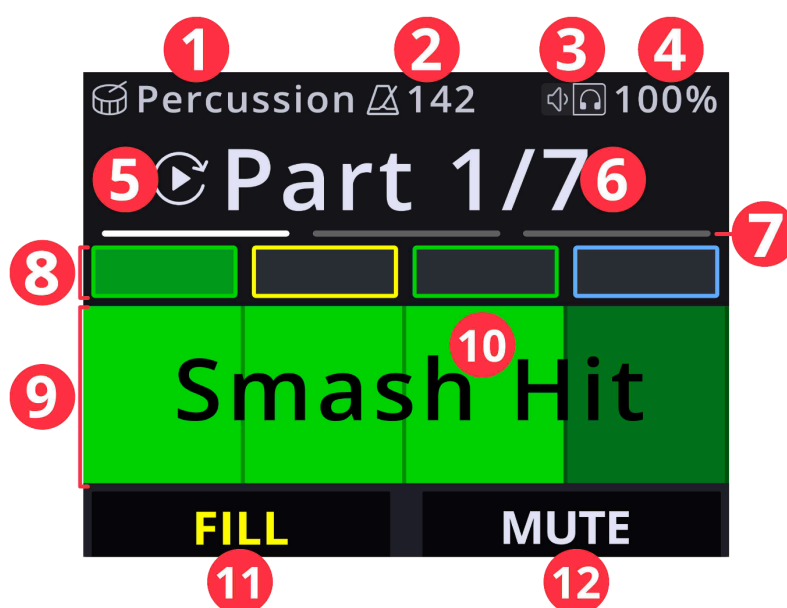 1 2 3 4
Percussion 142 100%
5 Part 1/7 6
7
8
9 Smash Hit 10
FILL MUTE
11 12